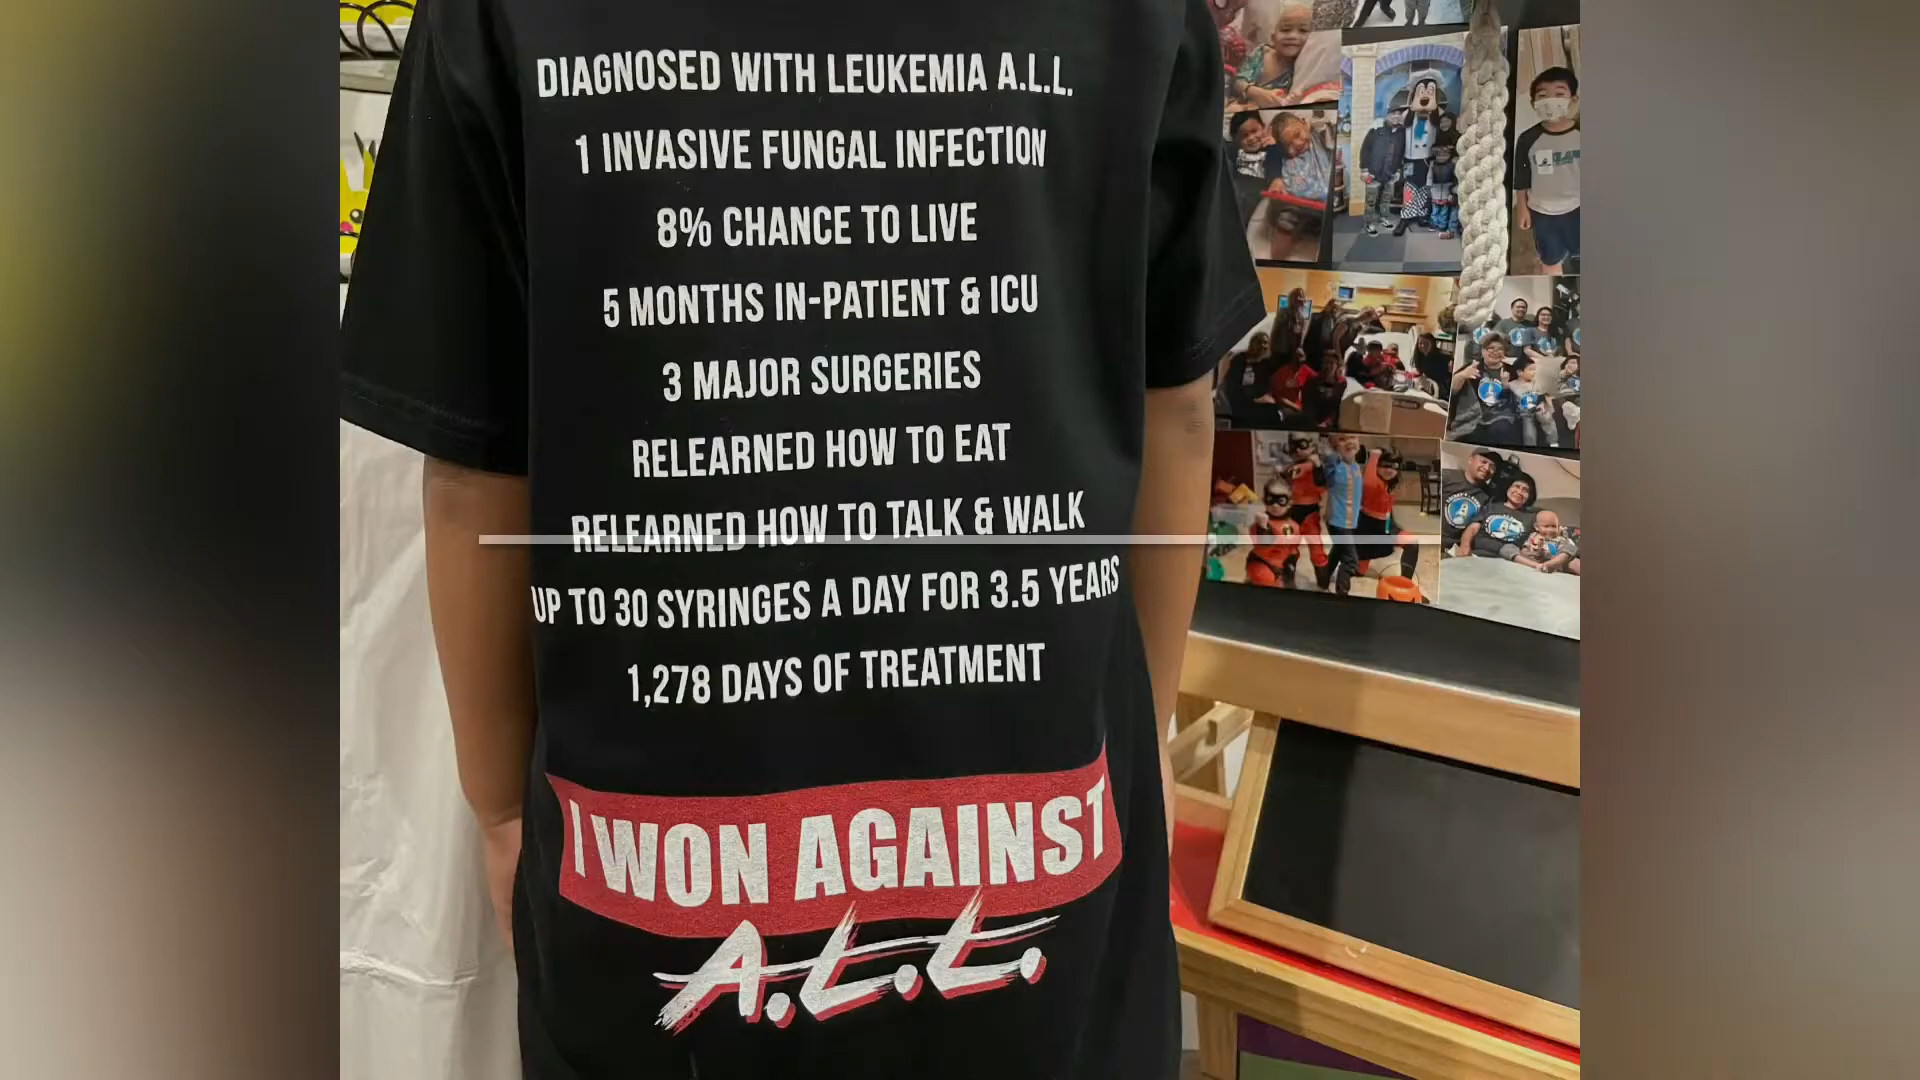 DIAGNOSED WITH LEUKEMIA A.L.L.
1 INVASIVE FUNGAL INFECTION
8% CHANCE TO LIVE
5 MONTHS IN-PATIENT & ICU
3 MAJOR SURGERIES
RELEARNED HOW TO EAT
RELEARNED HOW TO TALK & WALK
UP TO 30 SYRINGES A DAY FOR 3.5 YEARS
1,278 DAYS OF TREATMENT
I WON AGAINST
A.L.L.